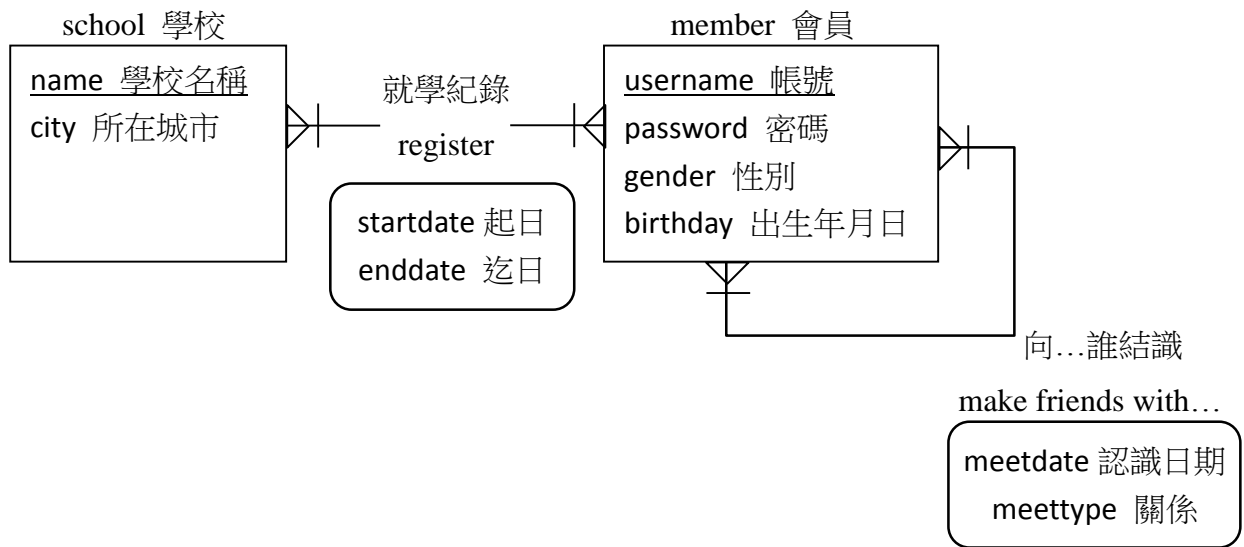 school 學校
name 學校名稱
city 所在城市
就學紀錄
register
startdate 起日
enddate 迄日
member 會員
username 帳號
password 密碼
gender 性別
birthday 出生年月日
向…誰結識
make friends with…
meetdate 認識日期
meettype 關係